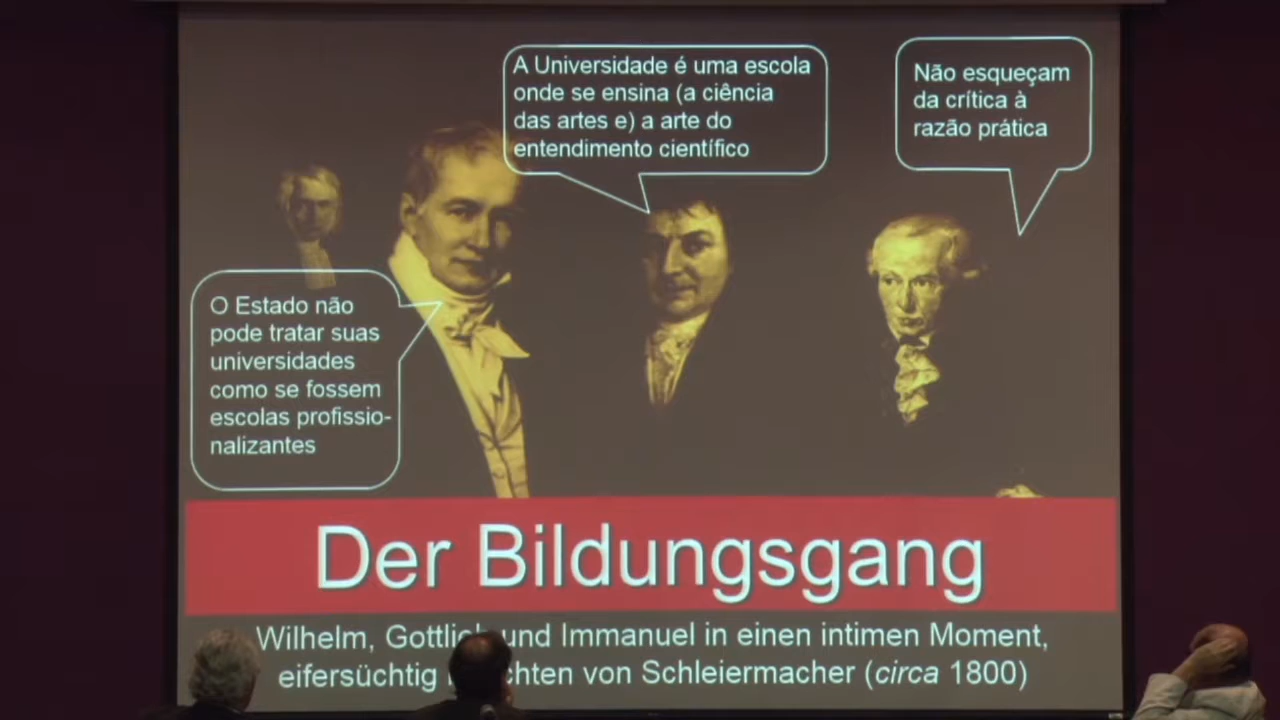 A Universidade é uma escola
onde se ensina (a ciência
das artes e) a arte do
entendimento científico
Não esqueçam
da crítica à
razão prática
O Estado não
pode tratar suas
universidades
como se fossem
escolas profissio-
nalizantes
Der Bildungsgang
Wilhelm, und Immanuel in einen intimen Moment,
eifersüchtig von Schleiermacher (circa 1800)